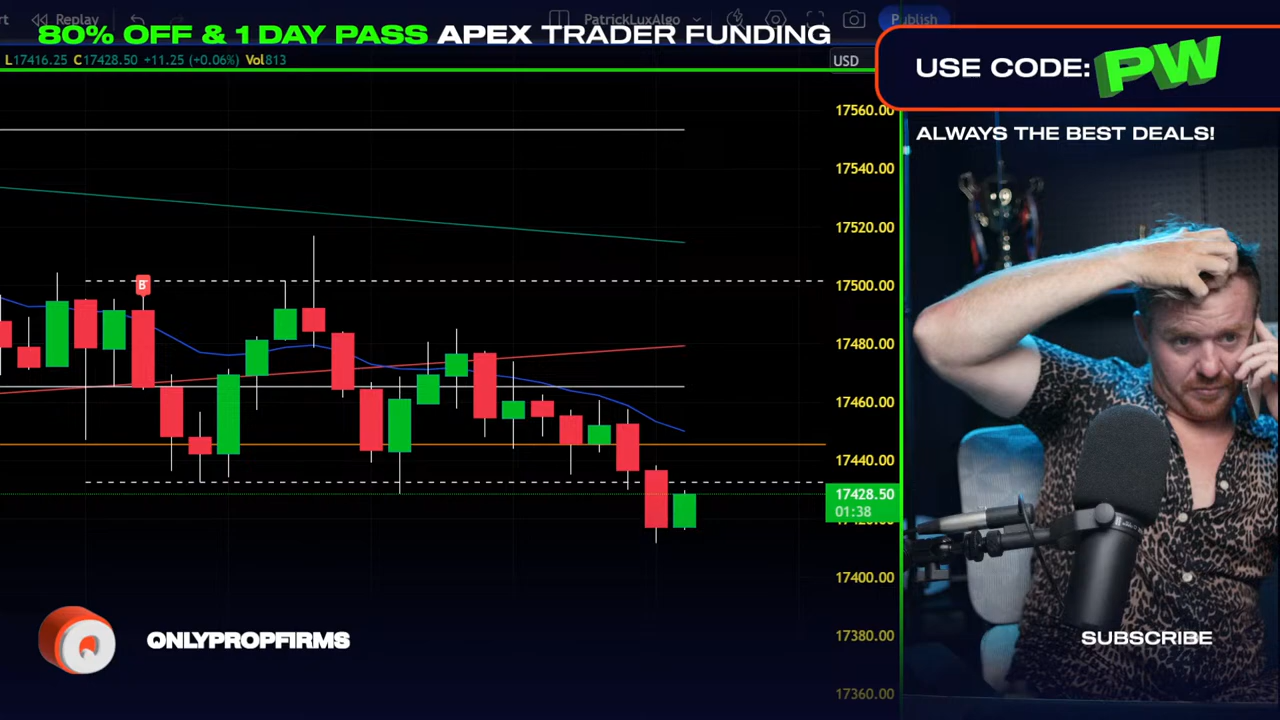 rt Replay PatrickLuxAlgo Publish
80% OFF & 1 DAY PASS APEX TRADER FUNDING
L17416.25 C17428.50 +11.25 (+0.06%) Vol813
USD
USE CODE: PW
ALWAYS THE BEST DEALS!
17560.00
17540.00
17520.00
17500.00
B
17480.00
17460.00
17440.00
17428.50
01:38
17400.00
17380.00
17360.00
ONLYPROPFIRMS
SUBSCRIBE